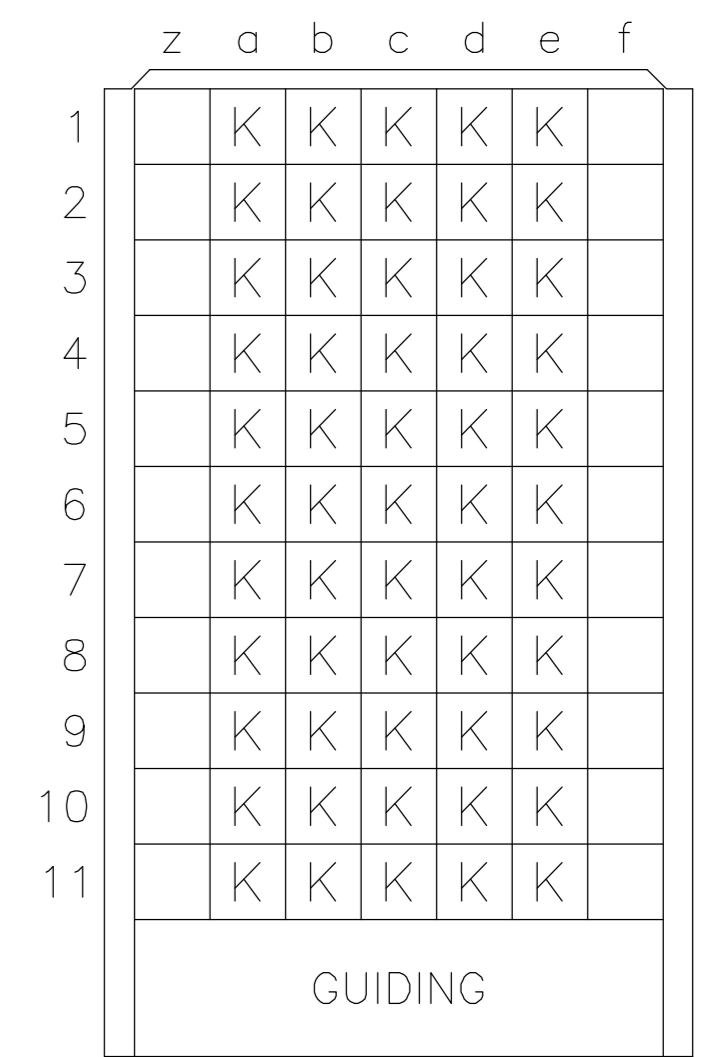 z a b c d e f
1 K K K K K
2 K K K K K
3 K K K K K
4 K K K K K
5 K K K K K
6 K K K K K
7 K K K K K
8 K K K K K
9 K K K K K
10 K K K K K
11 K K K K K
GUIDING